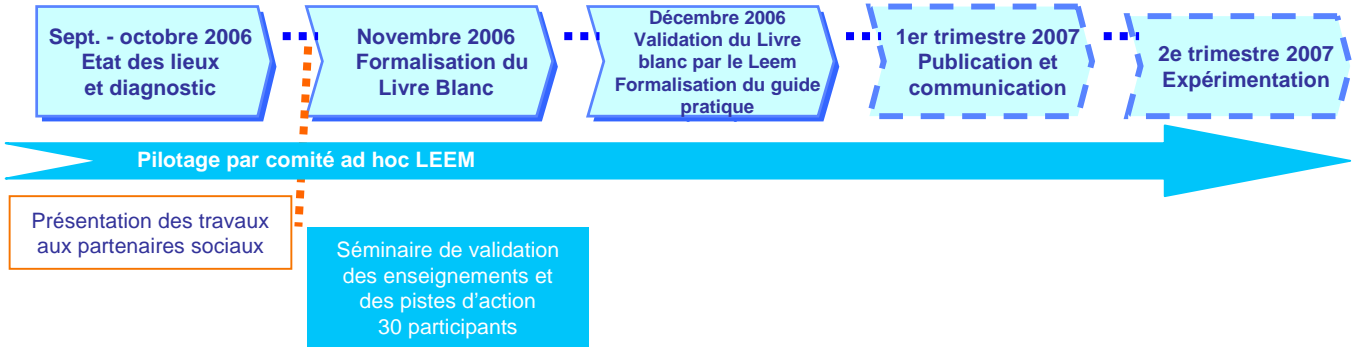 Sept. - octobre 2006
Etat des lieux
et diagnostic
Novembre 2006
Formalisation du
Livre Blanc
Décembre 2006
Validation du Livre
blanc par le Leem
Formalisation du guide
pratique
1er trimestre 2007
Publication et
communication
2e trimestre 2007
Expérimentation
Pilotage par comité ad hoc LEEM
Présentation des travaux
aux partenaires sociaux
Séminaire de validation
des enseignements et
des pistes d'action
30 participants